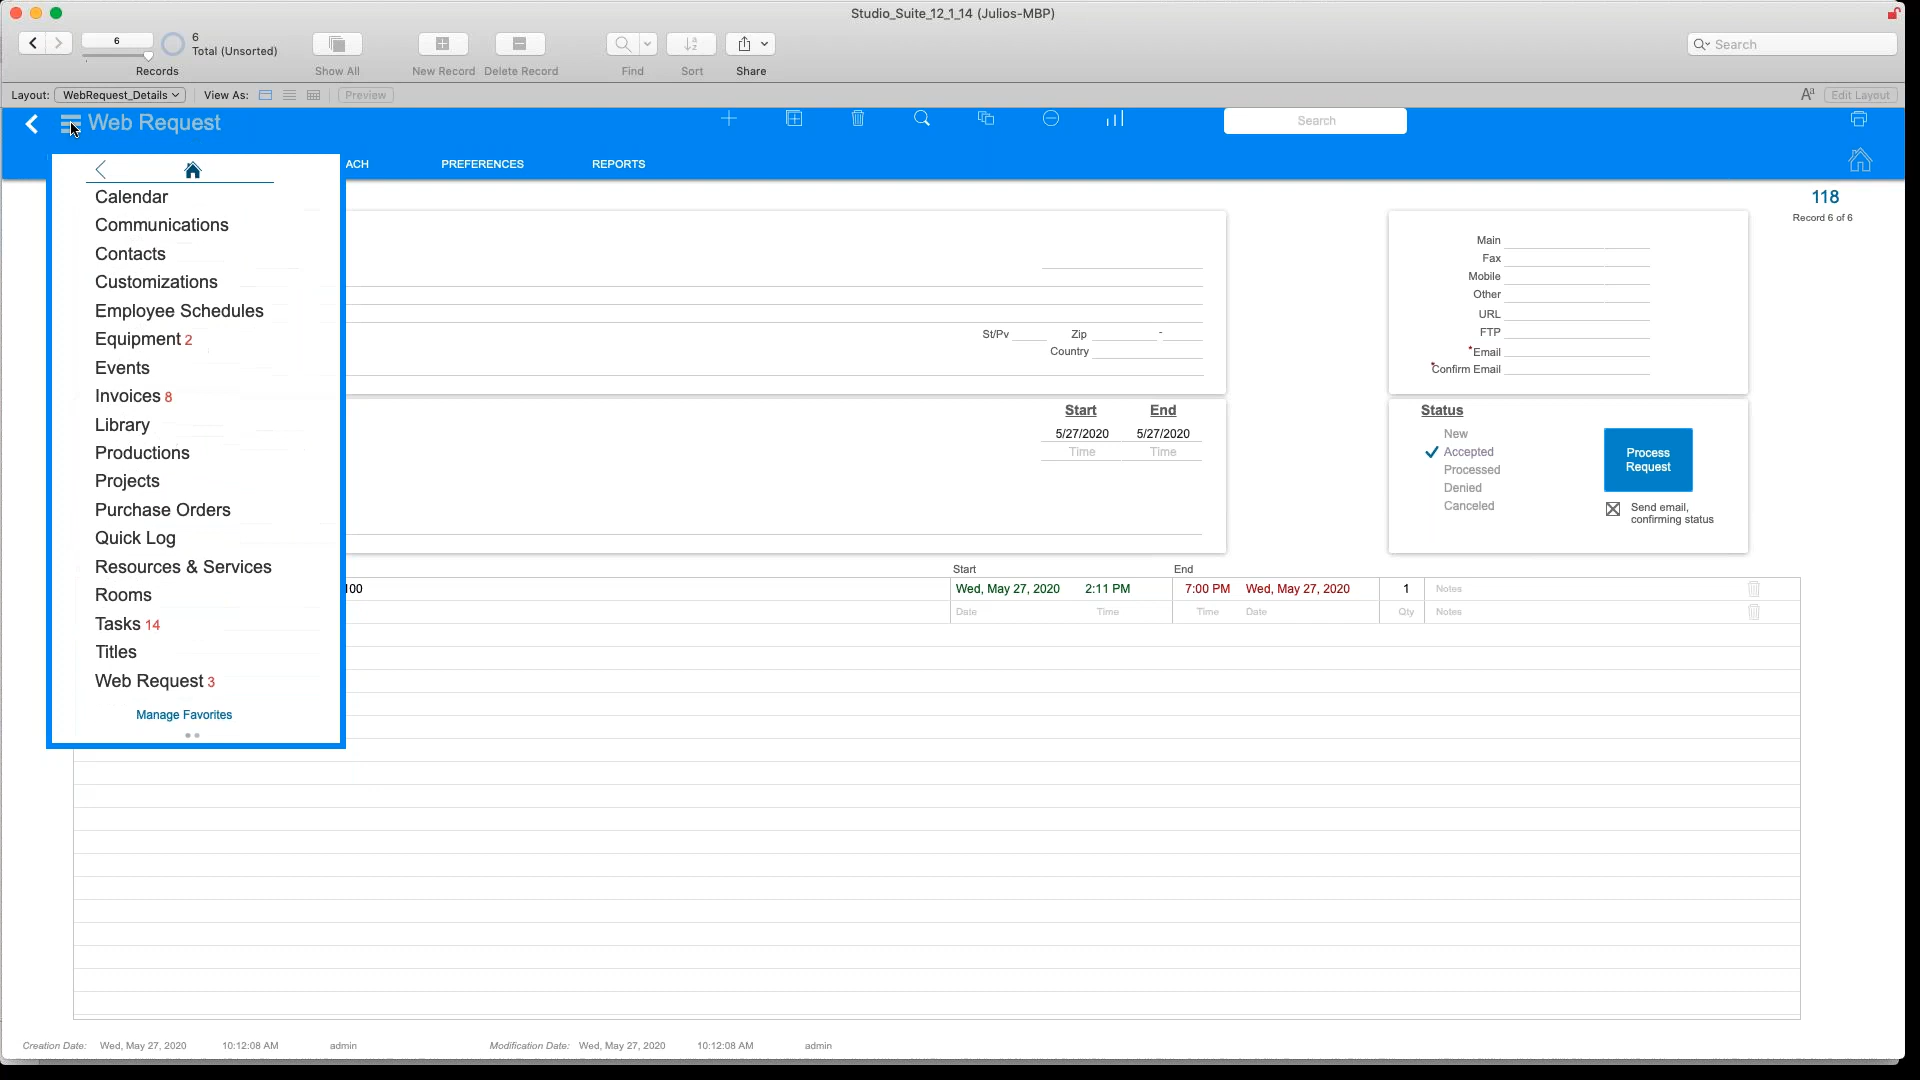 Studio_Suite_12_1_14 (Julios-MBP)
6
6
Total (Unsorted)
Records
Show All
New Record
Delete Record
Find
Sort
Share
Search
Layout:
WebRequest_Details
View As:
Preview
Aa
Edit Layout
Web Request
Search
ACH
PREFERENCES
REPORTS
118
Record 6 of 6
Calendar
Communications
Contacts
Customizations
Employee Schedules
Equipment 2
Events
Invoices 8
Library
Productions
Projects
Purchase Orders
Quick Log
Resources & Services
Rooms
Tasks 14
Titles
Web Request 3
Manage Favorites
St/Pv
Zip
-
Country
Main
Fax
Mobile
Other
URL
FTP
*Email
*Confirm Email
Start
End
5/27/2020
5/27/2020
Time
Time
Status
New
Accepted
Processed
Denied
Canceled
Process
Request
Send email,
confirming status
Start
End
100
Wed, May 27, 2020
2:11 PM
7:00 PM
Wed, May 27, 2020
1
Notes
Date
Time
Time
Date
Qty
Notes
Creation Date:
Wed, May 27, 2020
10:12:08 AM
admin
Modification Date:
Wed, May 27, 2020
10:12:08 AM
admin